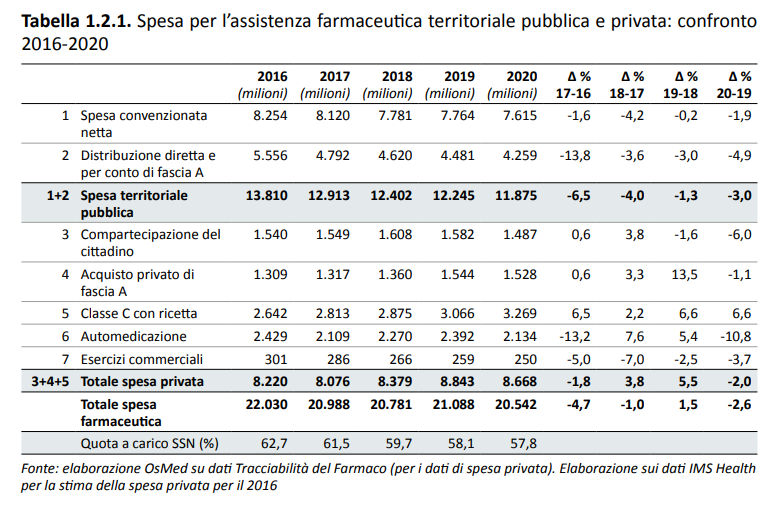 Tabella 1.2.1. Spesa per l'assistenza farmaceutica territoriale pubblica e privata: confronto
2016-2020
2016 2017 2018 2019 2020 Δ % Δ % Δ % Δ %
(milioni) (milioni) (milioni) (milioni) (milioni) 17-16 18-17 19-18 20-19
1 Spesa convenzionata 8.254 8.120 7.781 7.764 7.615 -1,6 -4,2 -0,2 -1,9
netta
2 Distribuzione diretta e 5.556 4.792 4.620 4.481 4.259 -13,8 -3,6 -3,0 -4,9
per conto di fascia A
1+2 Spesa territoriale 13.810 12.913 12.402 12.245 11.875 -6,5 -4,0 -1,3 -3,0
pubblica
3 Compartecipazione del 1.540 1.549 1.608 1.582 1.487 0,6 3,8 -1,6 -6,0
cittadino
4 Acquisto privato di 1.309 1.317 1.360 1.544 1.528 0,6 3,3 13,5 -1,1
fascia A
5 Classe C con ricetta 2.642 2.813 2.875 3.066 3.269 6,5 2,2 6,6 6,6
6 Automedicazione 2.429 2.109 2.270 2.392 2.134 -13,2 7,6 5,4 -10,8
7 Esercizi commerciali 301 286 266 259 250 -5,0 -7,0 -2,5 -3,7
3+4+5 Totale spesa privata 8.220 8.076 8.379 8.843 8.668 -1,8 3,8 5,5 -2,0
Totale spesa 22.030 20.988 20.781 21.088 20.542 -4,7 -1,0 1,5 -2,6
farmaceutica
Quota a carico SSN (%) 62,7 61,5 59,7 58,1 57,8
Fonte: elaborazione OsMed su dati Tracciabilità del Farmaco (per i dati di spesa privata). Elaborazione sui dati IMS Health
per la stima della spesa privata per il 2016